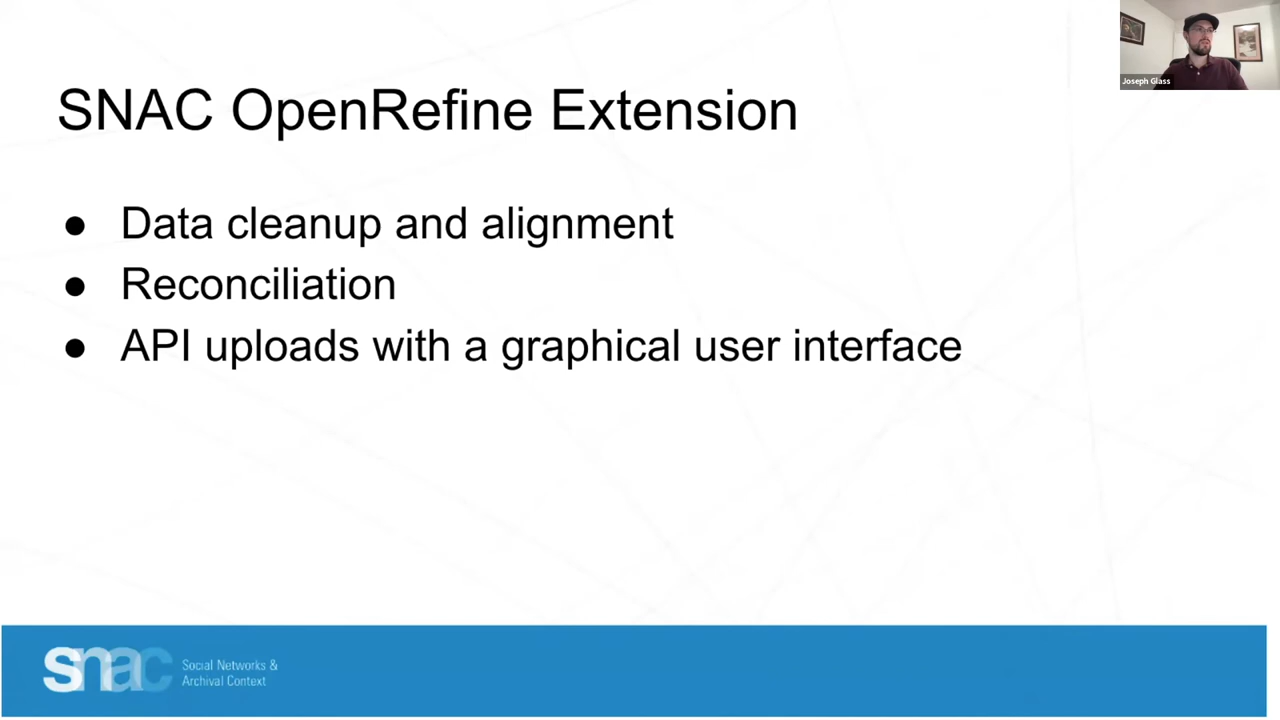 Joseph Glass
SNAC OpenRefine Extension
● Data cleanup and alignment
● Reconciliation
● API uploads with a graphical user interface
snac
Social Networks &
Archival Context